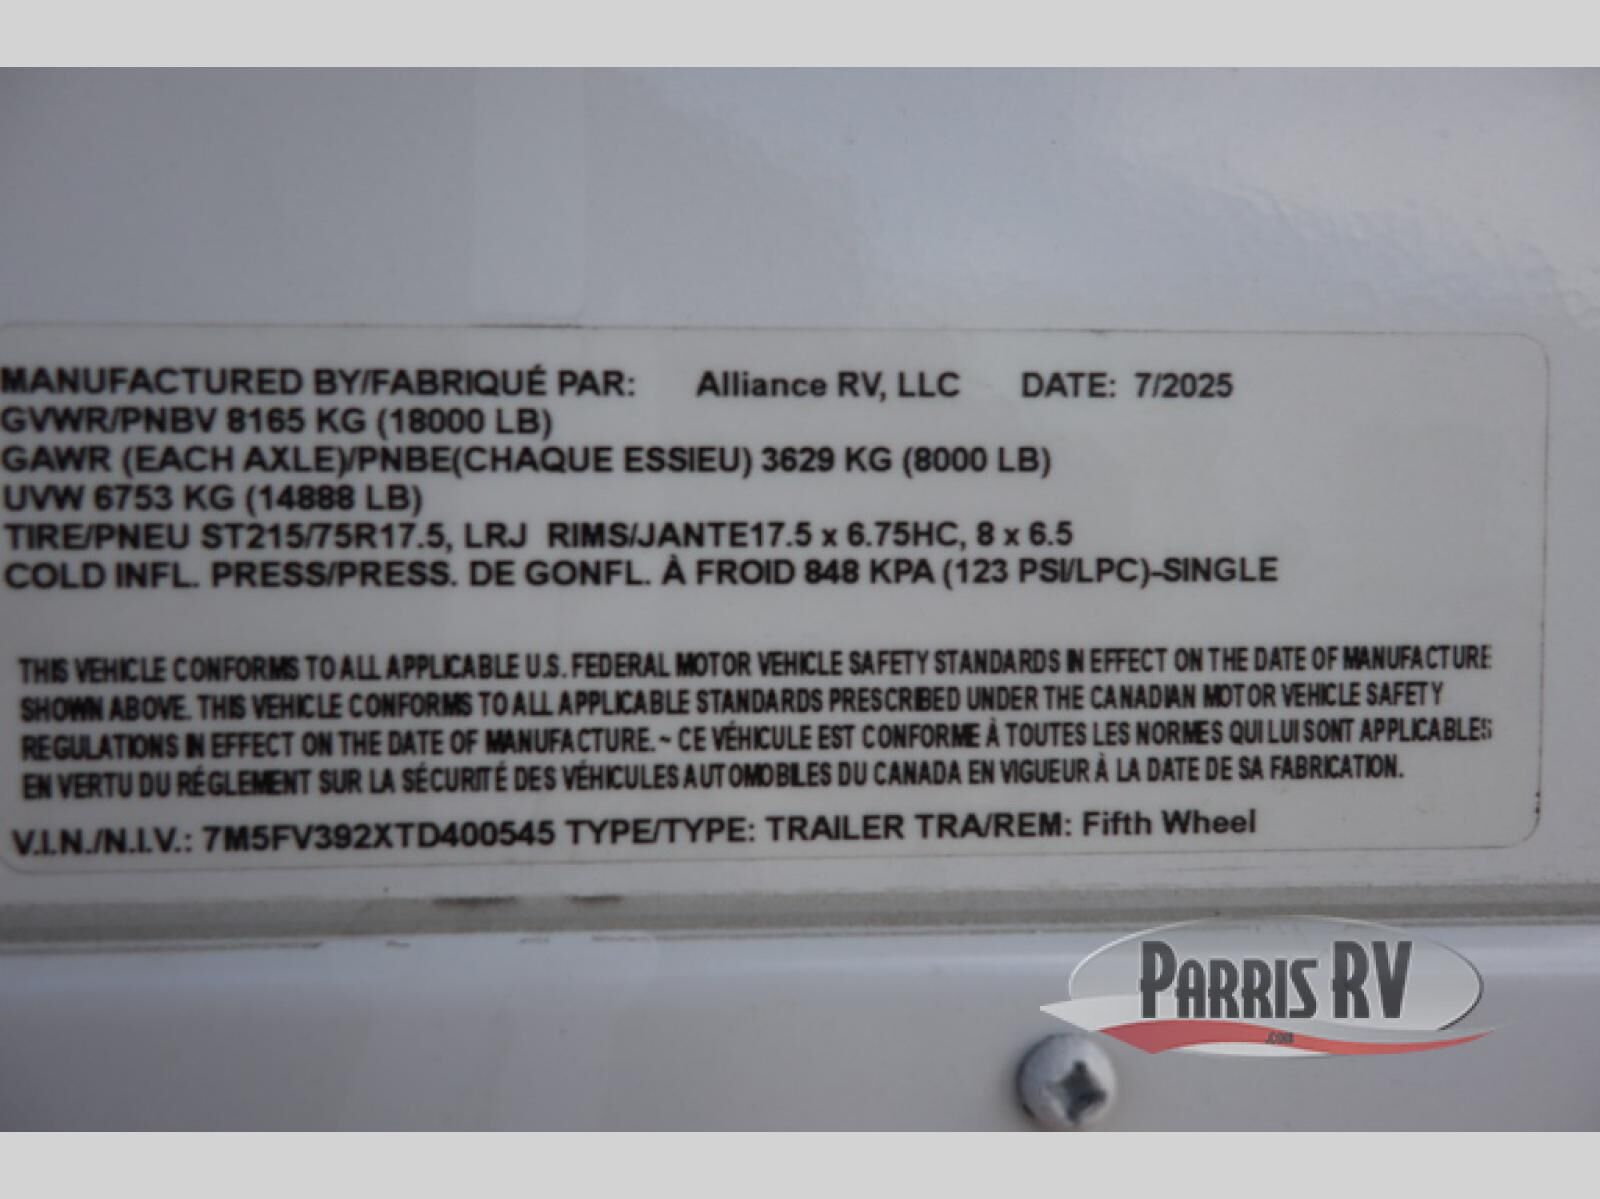 MANUFACTURED BY/FABRIQUÉ PAR: Alliance RV, LLC DATE: 7/2025
GVWR/PNBV 8165 KG (18000 LB)
GAWR (EACH AXLE)/PNBE(CHAQUE ESSIEU) 3629 KG (8000 LB)
UVW 6753 KG (14888 LB)
TIRE/PNEU ST215/75R17.5, LRJ RIMS/JANTE17.5 x 6.75HC, 8 x 6.5
COLD INFL. PRESS/PRESS. DE GONFL. À FROID 848 KPA (123 PSI/LPC)-SINGLE
THIS VEHICLE CONFORMS TO ALL APPLICABLE U.S. FEDERAL MOTOR VEHICLE SAFETY STANDARDS IN EFFECT ON THE DATE OF MANUFACTURE
SHOWN ABOVE. THIS VEHICLE CONFORMS TO ALL APPLICABLE STANDARDS PRESCRIBED UNDER THE CANADIAN MOTOR VEHICLE SAFETY
REGULATIONS IN EFFECT ON THE DATE OF MANUFACTURE. ~ CE VÉHICULE EST CONFORME À TOUTES LES NORMES QUI LUI SONT APPLICABLES
EN VERTU DU RÉGLEMENT SUR LA SÉCURITÉ DES VÉHICULES AUTOMOBILES DU CANADA EN VIGUEUR À LA DATE DE SA FABRICATION.
V.I.N./N.I.V.: 7M5FV392XTD400545 TYPE/TYPE: TRAILER TRA/REM: Fifth Wheel
PARRIS RV
.COM